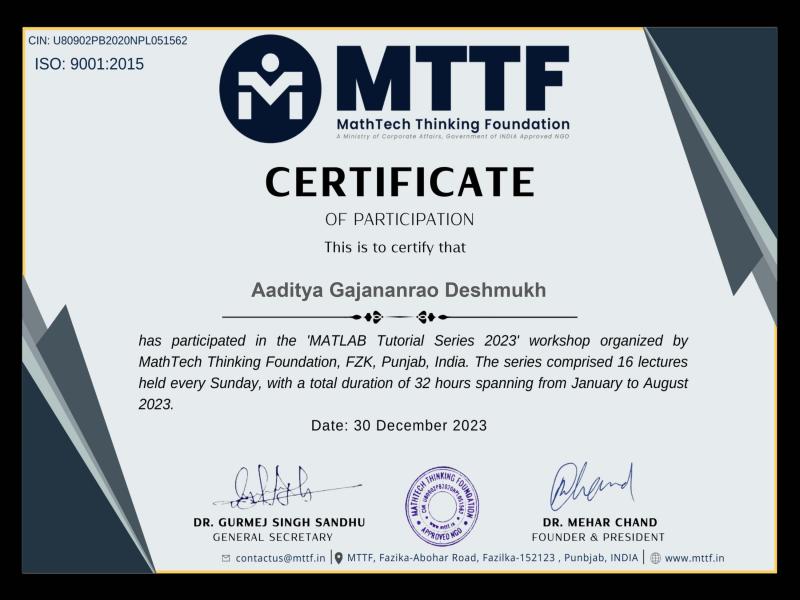 CIN: U80902PB2020NPL051562
ISO: 9001:2015
MTTF
MathTech Thinking Foundation
A Ministry of Corporate Affairs, Government of INDIA Approved NGO
CERTIFICATE
OF PARTICIPATION
This is to certify that
Aaditya Gajananrao Deshmukh
has participated in the 'MATLAB Tutorial Series 2023' workshop organized by
MathTech Thinking Foundation, FZK, Punjab, India. The series comprised 16 lectures
held every Sunday, with a total duration of 32 hours spanning from January to August
2023.
Date: 30 December 2023
MATHTECH THINKING FOUNDATION
CIN U80902PB2020NPL051562
www.mttf.in
APPROVED NGO
DR. GURMEJ SINGH SANDHU
GENERAL SECRETARY
DR. MEHAR CHAND
FOUNDER & PRESIDENT
contactus@mttf.in | MTTF, Fazika-Abohar Road, Fazilka-152123 , Punbjab, INDIA | www.mttf.in